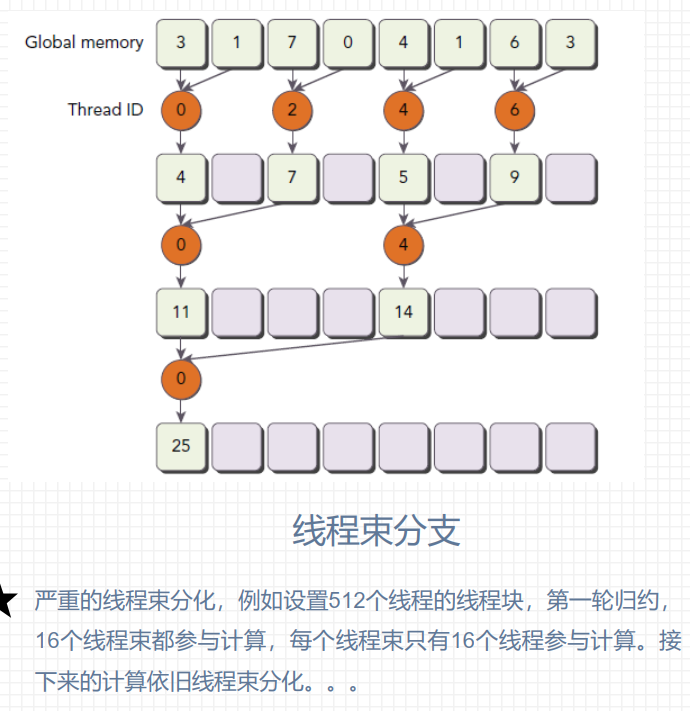 Global memory 3 1 7 0 4 1 6 3
Thread ID 0 2 4 6
4 7 5 9
0 4
11 14
0
25
线程束分支
严重的线程束分化，例如设置512个线程的线程块，第一轮归约，
16个线程束都参与计算，每个线程束只有16个线程参与计算。接
下来的计算依旧线程束分化。。。